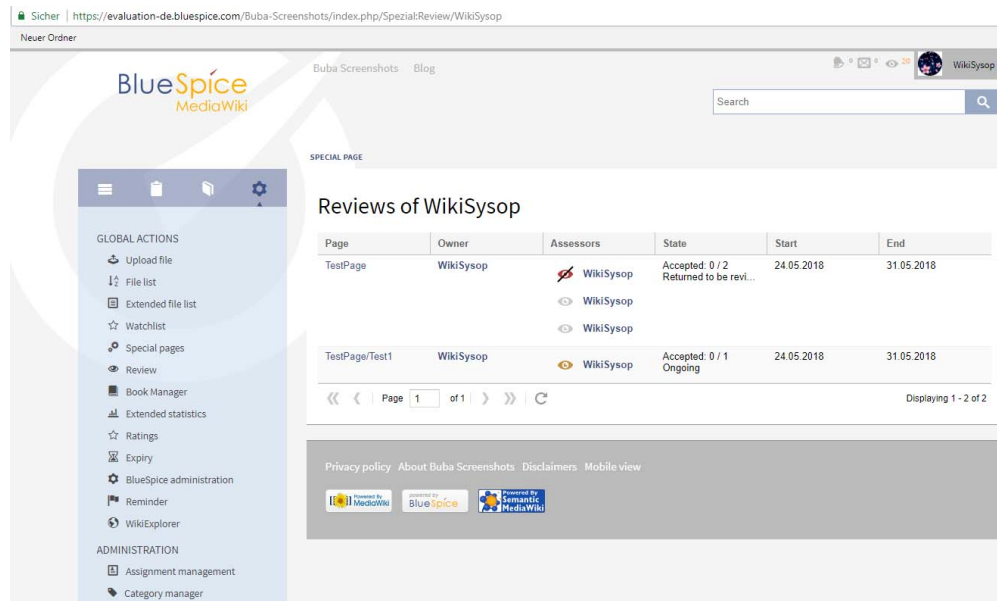 Sicher https://evaluation-de.bluespice.com/Buba-Screenshots/index.php/Spezial:Review/WikiSysop
Neuer Ordner
BlueSpice
MediaWiki
Buba Screenshots Blog
0 0 26 WikiSysop
Search
SPECIAL PAGE
GLOBAL ACTIONS
Upload file
File list
Extended file list
Watchlist
Special pages
Review
Book Manager
Extended statistics
Ratings
Expiry
BlueSpice administration
Reminder
WikiExplorer
ADMINISTRATION
Assignment management
Category manager
Reviews of WikiSysop
Page Owner Assessors State Start End
TestPage WikiSysop WikiSysop Accepted: 0 / 2 24.05.2018 31.05.2018
Returned to be revi...
WikiSysop
WikiSysop
TestPage/Test1 WikiSysop WikiSysop Accepted: 0 / 1 24.05.2018 31.05.2018
Ongoing
Page 1 of 1 Displaying 1 - 2 of 2
Privacy policy About Buba Screenshots Disclaimers Mobile view
Powered By
MediaWiki
powered by
BlueSpice
Powered By
Semantic
MediaWiki